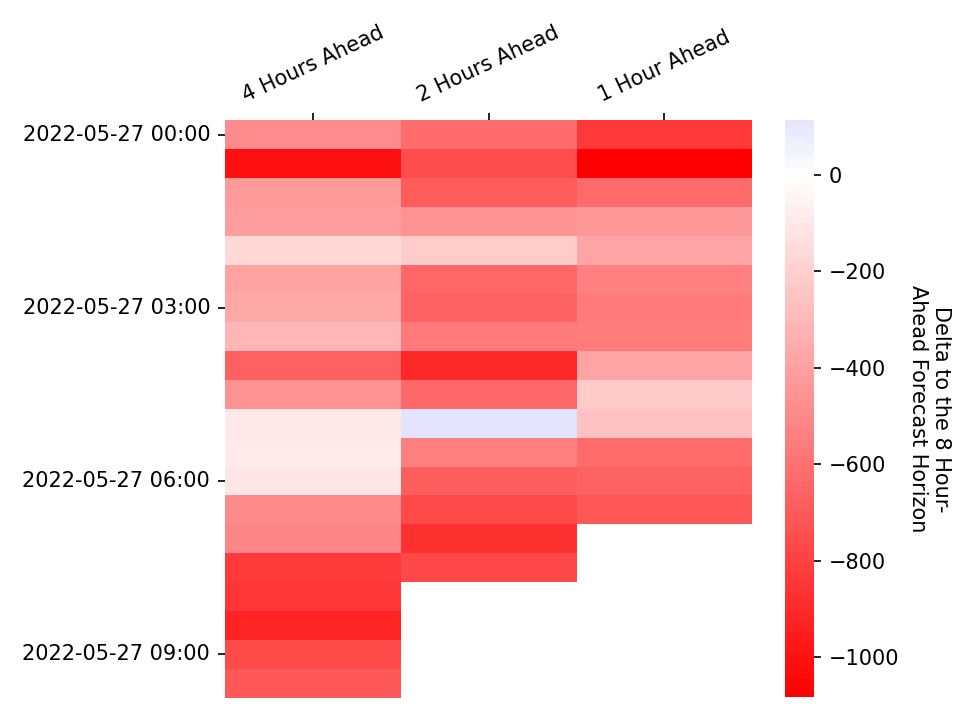 4 Hours Ahead
2 Hours Ahead
1 Hour Ahead
2022-05-27 00:00
2022-05-27 03:00
2022-05-27 06:00
2022-05-27 09:00
0
−200
−400
−600
−800
−1000
Delta to the 8 Hour-
Ahead Forecast Horizon